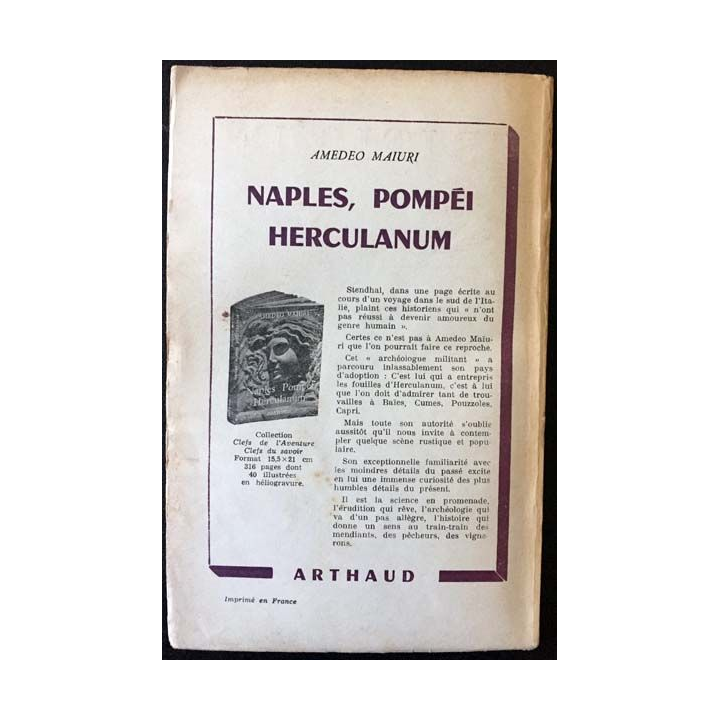 AMEDEO MAIURI
NAPLES, POMPÉI
HERCULANUM
AMEDEO MAIURI
Naples Pompéi
Herculanum
Collection
Clefs de l'Aventure
Clefs du savoir
Format 15,5×21 cm
316 pages dont
40 illustrées
en héliogravure.
Stendhal, dans une page écrite au
cours d'un voyage dans le sud de l'Ita-
lie, plaint ces historiens qui « n'ont
pas réussi à devenir amoureux du
genre humain ».
Certes ce n'est pas à Amedeo Maiu-
ri que l'on pourrait faire ce reproche.
Cet « archéologue militant » a
parcouru inlassablement son pays
d'adoption : C'est lui qui a entrepris
les fouilles d'Herculanum, c'est à lui
que l'on doit d'admirer tant de trou-
vailles à Baies, Cumes, Pouzzoles,
Capri.
Mais toute son autorité s'oublie
aussitôt qu'il nous invite à contem-
pler quelque scène rustique et popu
laire.
Son exceptionnelle familiarité avec
les moindres détails du passé excite
en lui une immense curiosité des plus
humbles détails du présent.
Il est la science en promenade,
l'érudition qui rêve, l'archéologie qui
va d'un pas allègre, l'histoire qui
donne un sens au train-train des
mendiants, des pêcheurs, des vigne
rons.
ARTHAUD
Imprimé en France